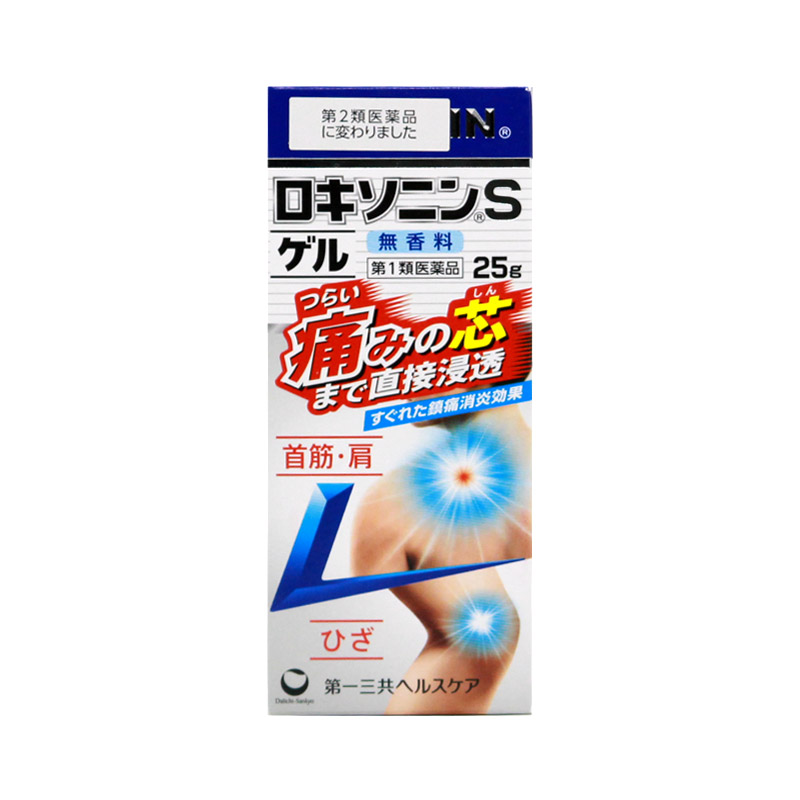 第2類医薬品
に変わりました
IN®
ロキソニン®S
ゲル
無香料
第1類医薬品
25g
つらい
しん
痛みの芯
まで直接浸透
すぐれた鎮痛消炎効果
首筋・肩
ひざ
第一三共ヘルスケア
Daiichi-Sankyo